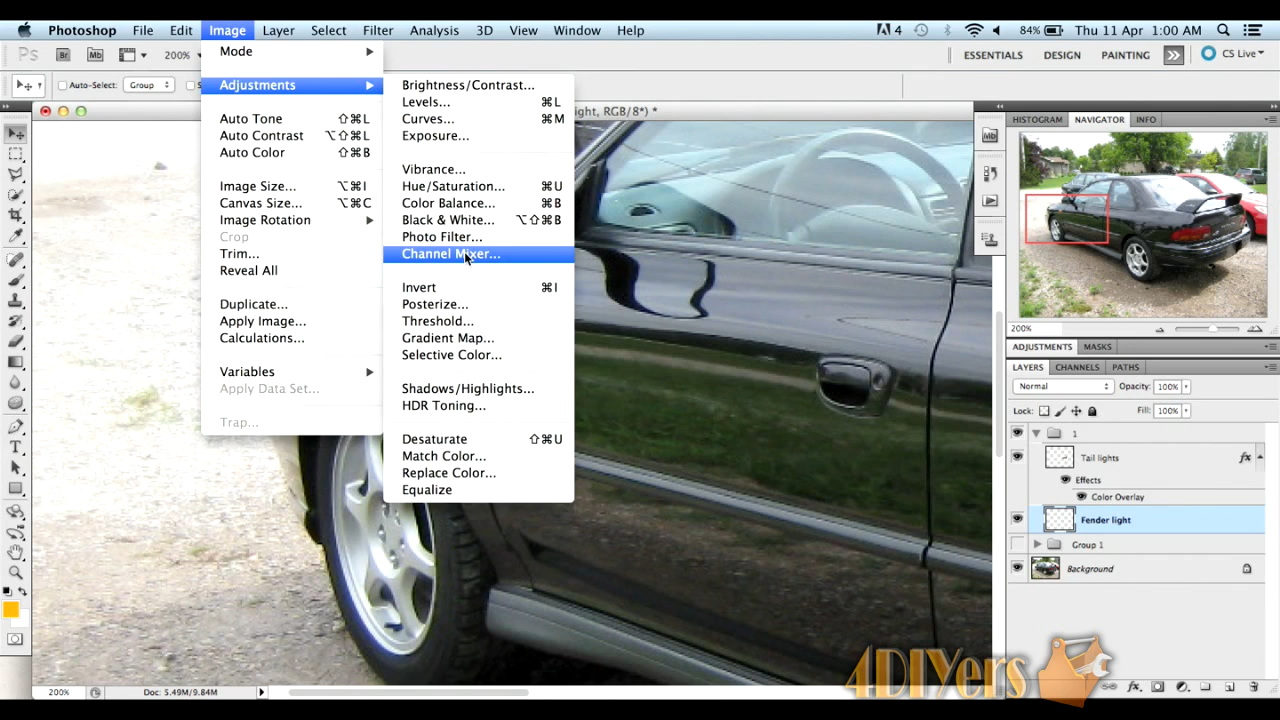 Photoshop File Edit Image Layer Select Filter Analysis 3D View Window Help 4 84% Thu 11 Apr 1:00 AM
Ps Br Mb 200% ESSENTIALS DESIGN PAINTING CS Live
Auto-Select: Group
ight, RGB/8*) *
Mode
Adjustments
Auto Tone ⇧⌘L
Auto Contrast ⌥⇧⌘L
Auto Color ⇧⌘B
Image Size... ⌥⌘I
Canvas Size... ⌥⌘C
Image Rotation
Crop
Trim...
Reveal All
Duplicate...
Apply Image...
Calculations...
Variables
Apply Data Set...
Trap...
Brightness/Contrast...
Levels... ⌘L
Curves... ⌘M
Exposure...
Vibrance...
Hue/Saturation... ⌘U
Color Balance... ⌘B
Black & White... ⌥⇧⌘B
Photo Filter...
Channel Mixer...
Invert ⌘I
Posterize...
Threshold...
Gradient Map...
Selective Color...
Shadows/Highlights...
HDR Toning...
Desaturate ⇧⌘U
Match Color...
Replace Color...
Equalize
Mb
HISTOGRAM NAVIGATOR INFO
200%
ADJUSTMENTS MASKS
LAYERS CHANNELS PATHS
Normal Opacity: 100%
Lock: Fill: 100%
1
Tail lights fx
Effects
Color Overlay
Fender light
Group 1
Background
200% Doc: 5.49M/9.84M
4DIYers